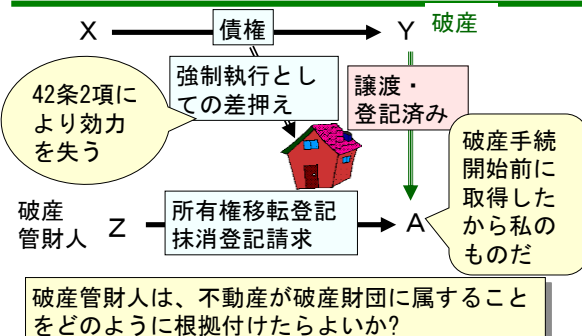 X
債権
Y
破産
42条2項に
より効力
を失う
強制執行とし
ての差押え
譲渡・
登記済み
破産手続
開始前に
取得した
から私の
ものだ
破産
管財人
Z
所有権移転登記
抹消登記請求
A
破産管財人は、不動産が破産財団に属すること
をどのように根拠付けたらよいか?